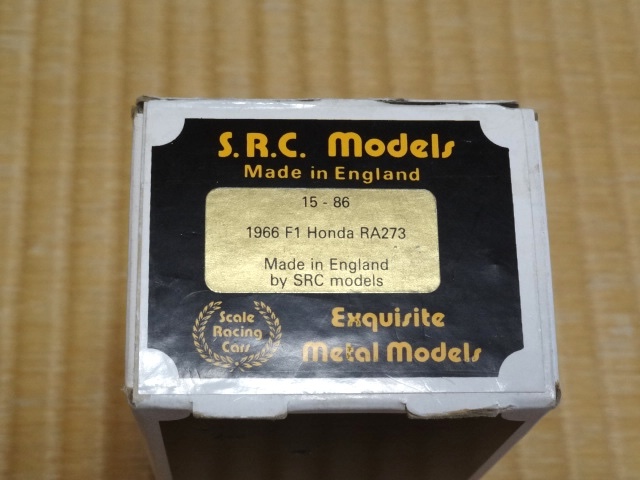 S.R.C. Models
Made in England
15 - 86
1966 F1 Honda RA273
Made in England
by SRC models
Scale
Racing
Cars
Exquisite
Metal Models